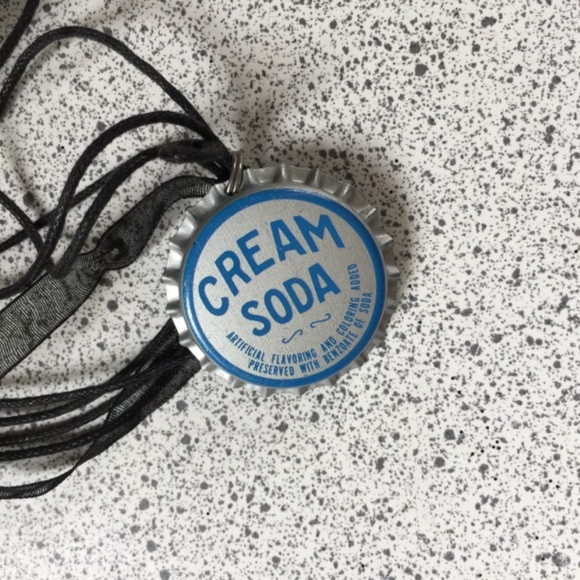 CREAM
SODA
ARTIFICIAL FLAVORING AND COLORING ADDED
PRESERVED WITH BENZOATE OF SODA